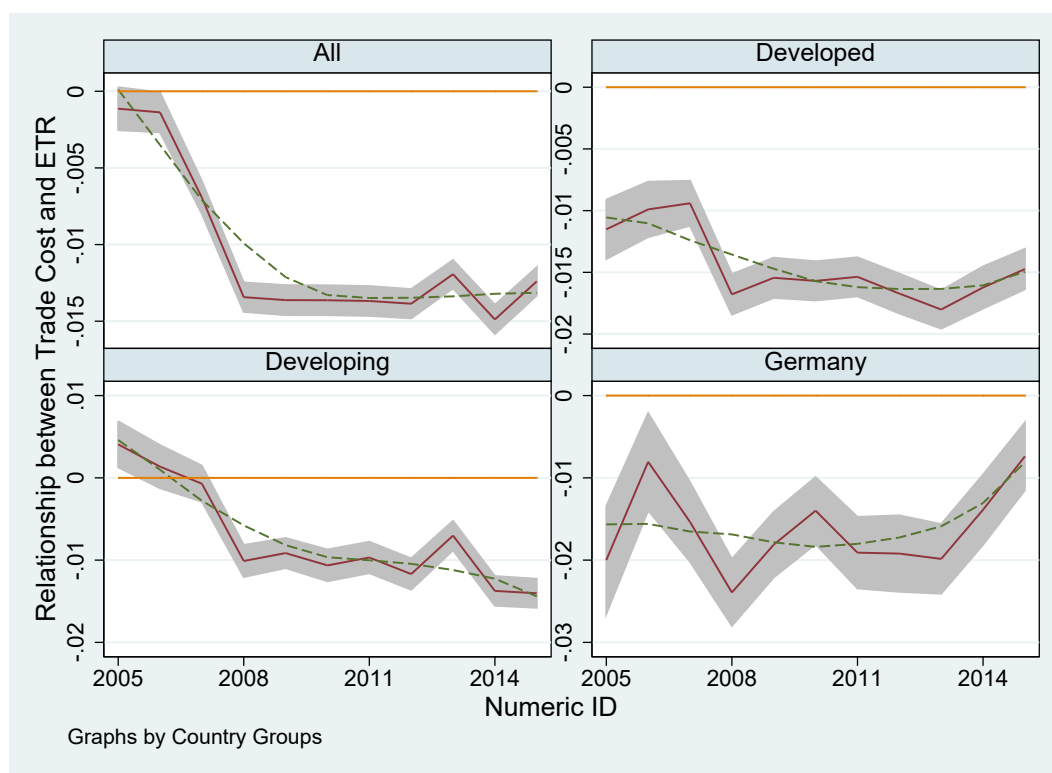 Relationship between Trade Cost and ETR
All
0
-.005
-.01
-.015
Developed
0
-.005
-.01
-.015
-.02
Developing
.01
0
-.01
-.02
2005 2008 2011 2014
Germany
0
-.01
-.02
-.03
2005 2008 2011 2014
Numeric ID
Graphs by Country Groups